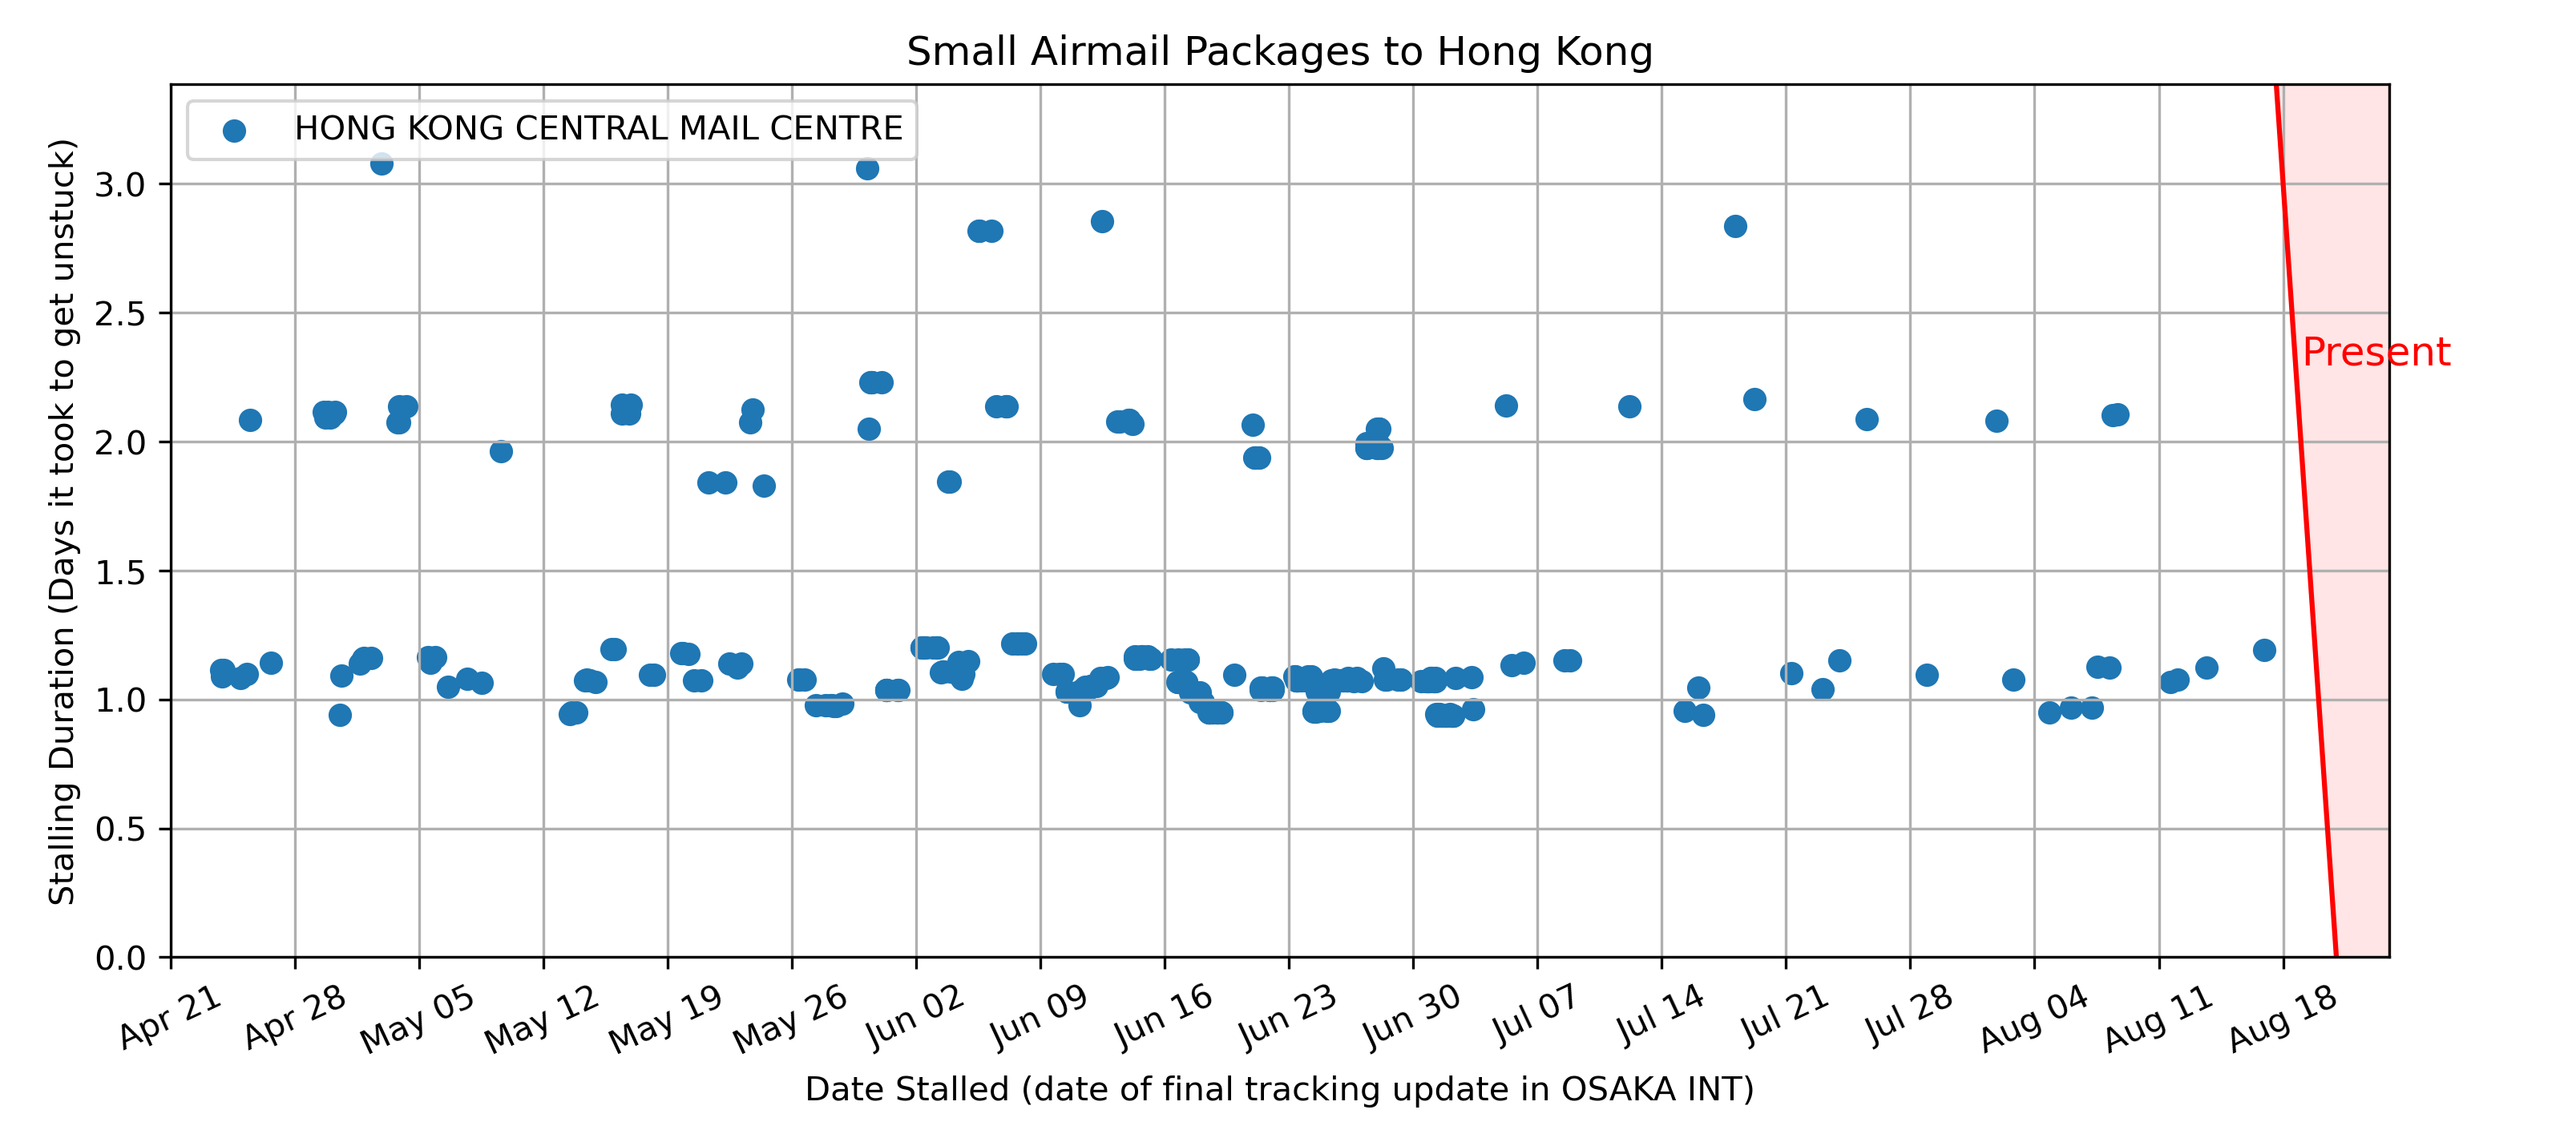 Small Airmail Packages to Hong Kong
HONG KONG CENTRAL MAIL CENTRE
Stalling Duration (Days it took to get unstuck)
3.0
2.5
2.0
1.5
1.0
0.5
0.0
Present
Apr 21
Apr 28
May 05
May 12
May 19
May 26
Jun 02
Jun 09
Jun 16
Jun 23
Jun 30
Jul 07
Jul 14
Jul 21
Jul 28
Aug 04
Aug 11
Aug 18
Date Stalled (date of final tracking update in OSAKA INT)